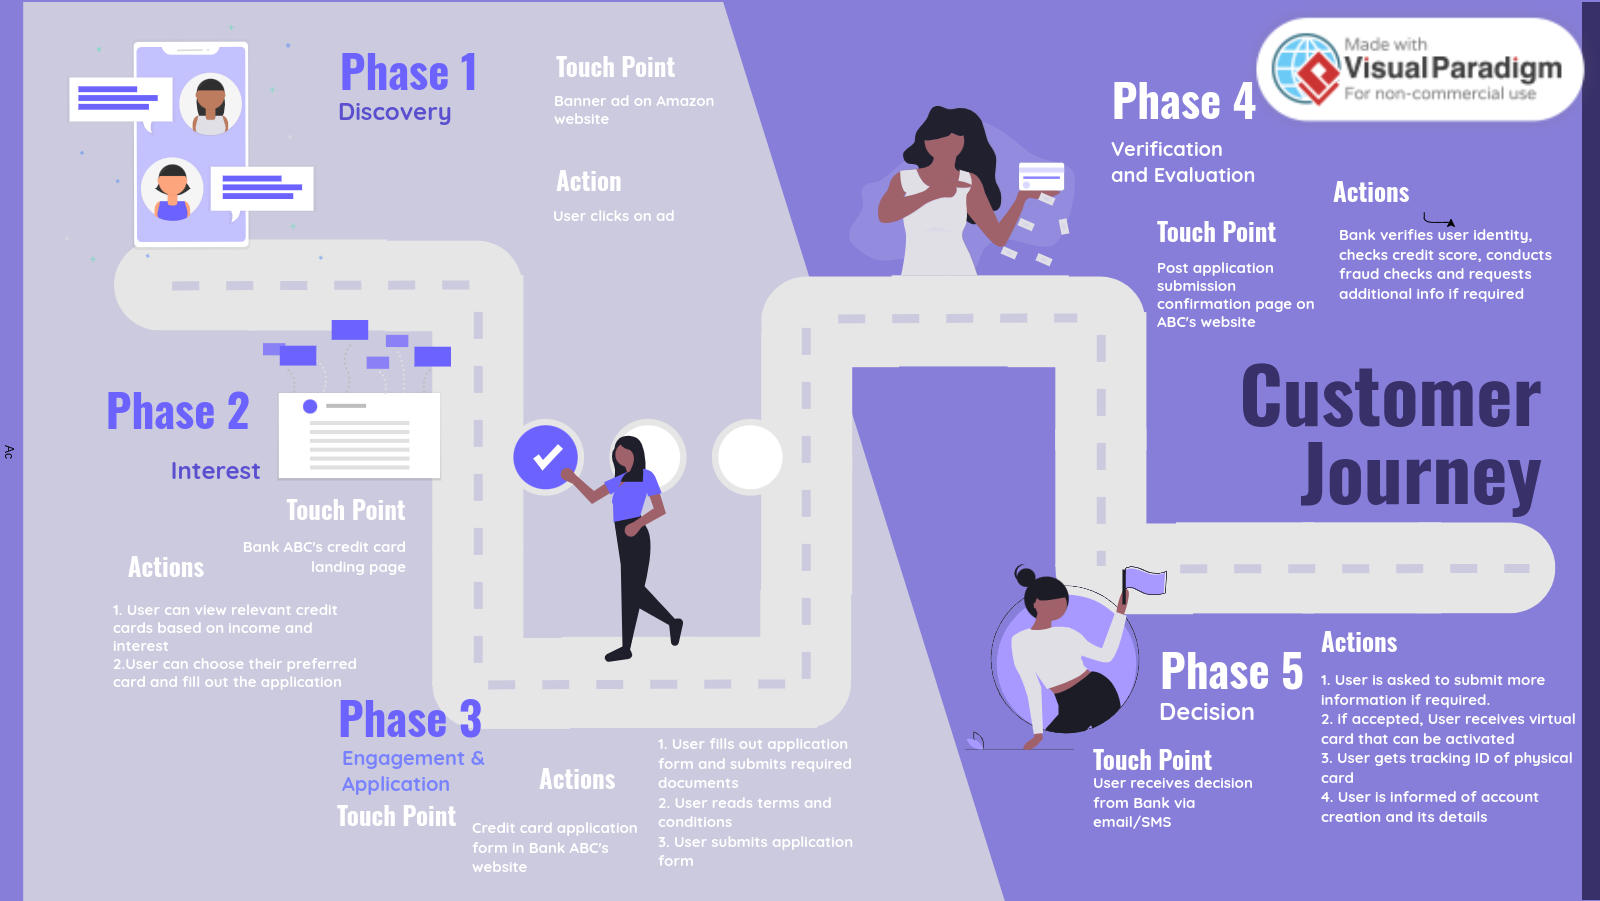 Phase 1
Discovery
Touch Point
Banner ad on Amazon
website
Action
User clicks on ad
Phase 2
Interest
Touch Point
Bank ABC's credit card
landing page
Actions
1. User can view relevant credit
cards based on income and
interest
2.User can choose their preferred
card and fill out the application
Phase 3
Engagement &
Application
Touch Point
Credit card application
form in Bank ABC's
website
Actions
1. User fills out application
form and submits required
documents
2. User reads terms and
conditions
3. User submits application
form
Phase 4
Verification
and Evaluation
Touch Point
Post application
submission
confirmation page on
ABC's website
Actions
Bank verifies user identity,
checks credit score, conducts
fraud checks and requests
additional info if required
Customer
Journey
Phase 5
Decision
Touch Point
User receives decision
from Bank via
email/SMS
Actions
1. User is asked to submit more
information if required.
2. if accepted, User receives virtual
card that can be activated
3. User gets tracking ID of physical
card
4. User is informed of account
creation and its details
Made with
VisualParadigm
For non-commercial use
Ac